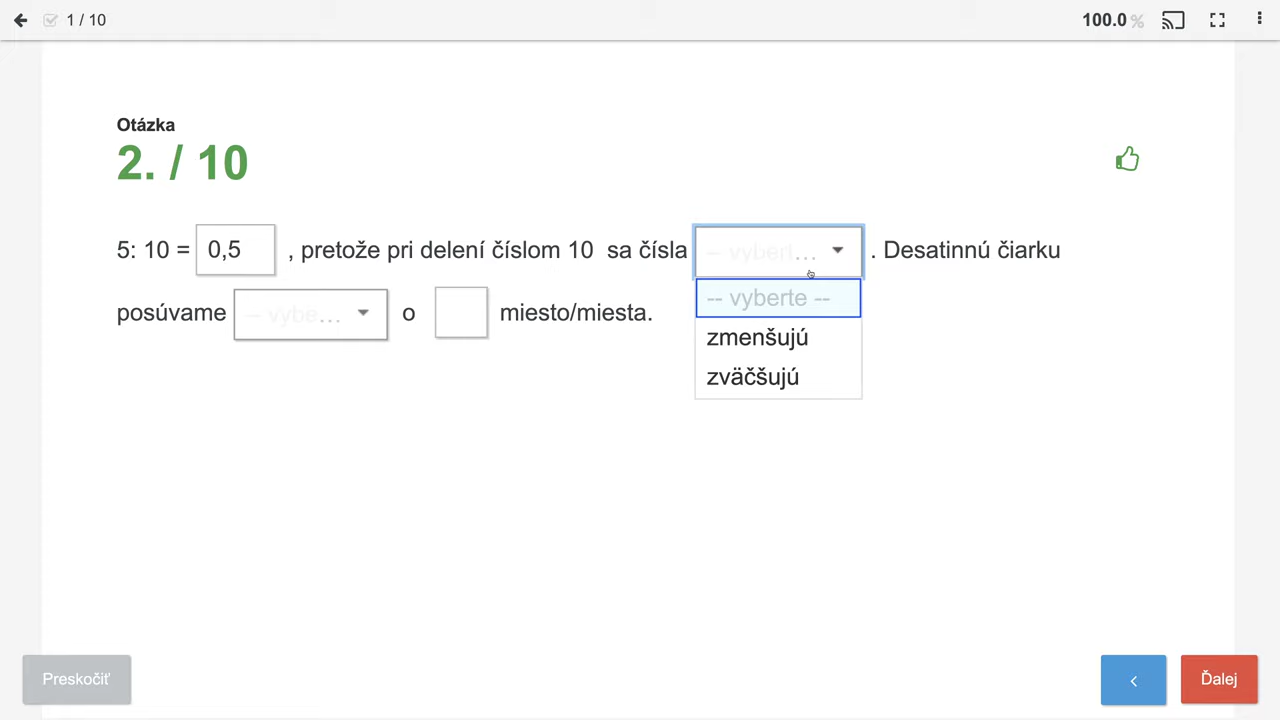 1 / 10
100.0 %
Otázka
2. / 10
5: 10 = 0,5 , pretože pri delení číslom 10 sa čísla -- vybert... . Desatinnú čiarku
posúvame -- vybe... o miesto/miesta.
-- vyberte --
zmenšujú
zväčšujú
Preskočiť
‹
Ďalej